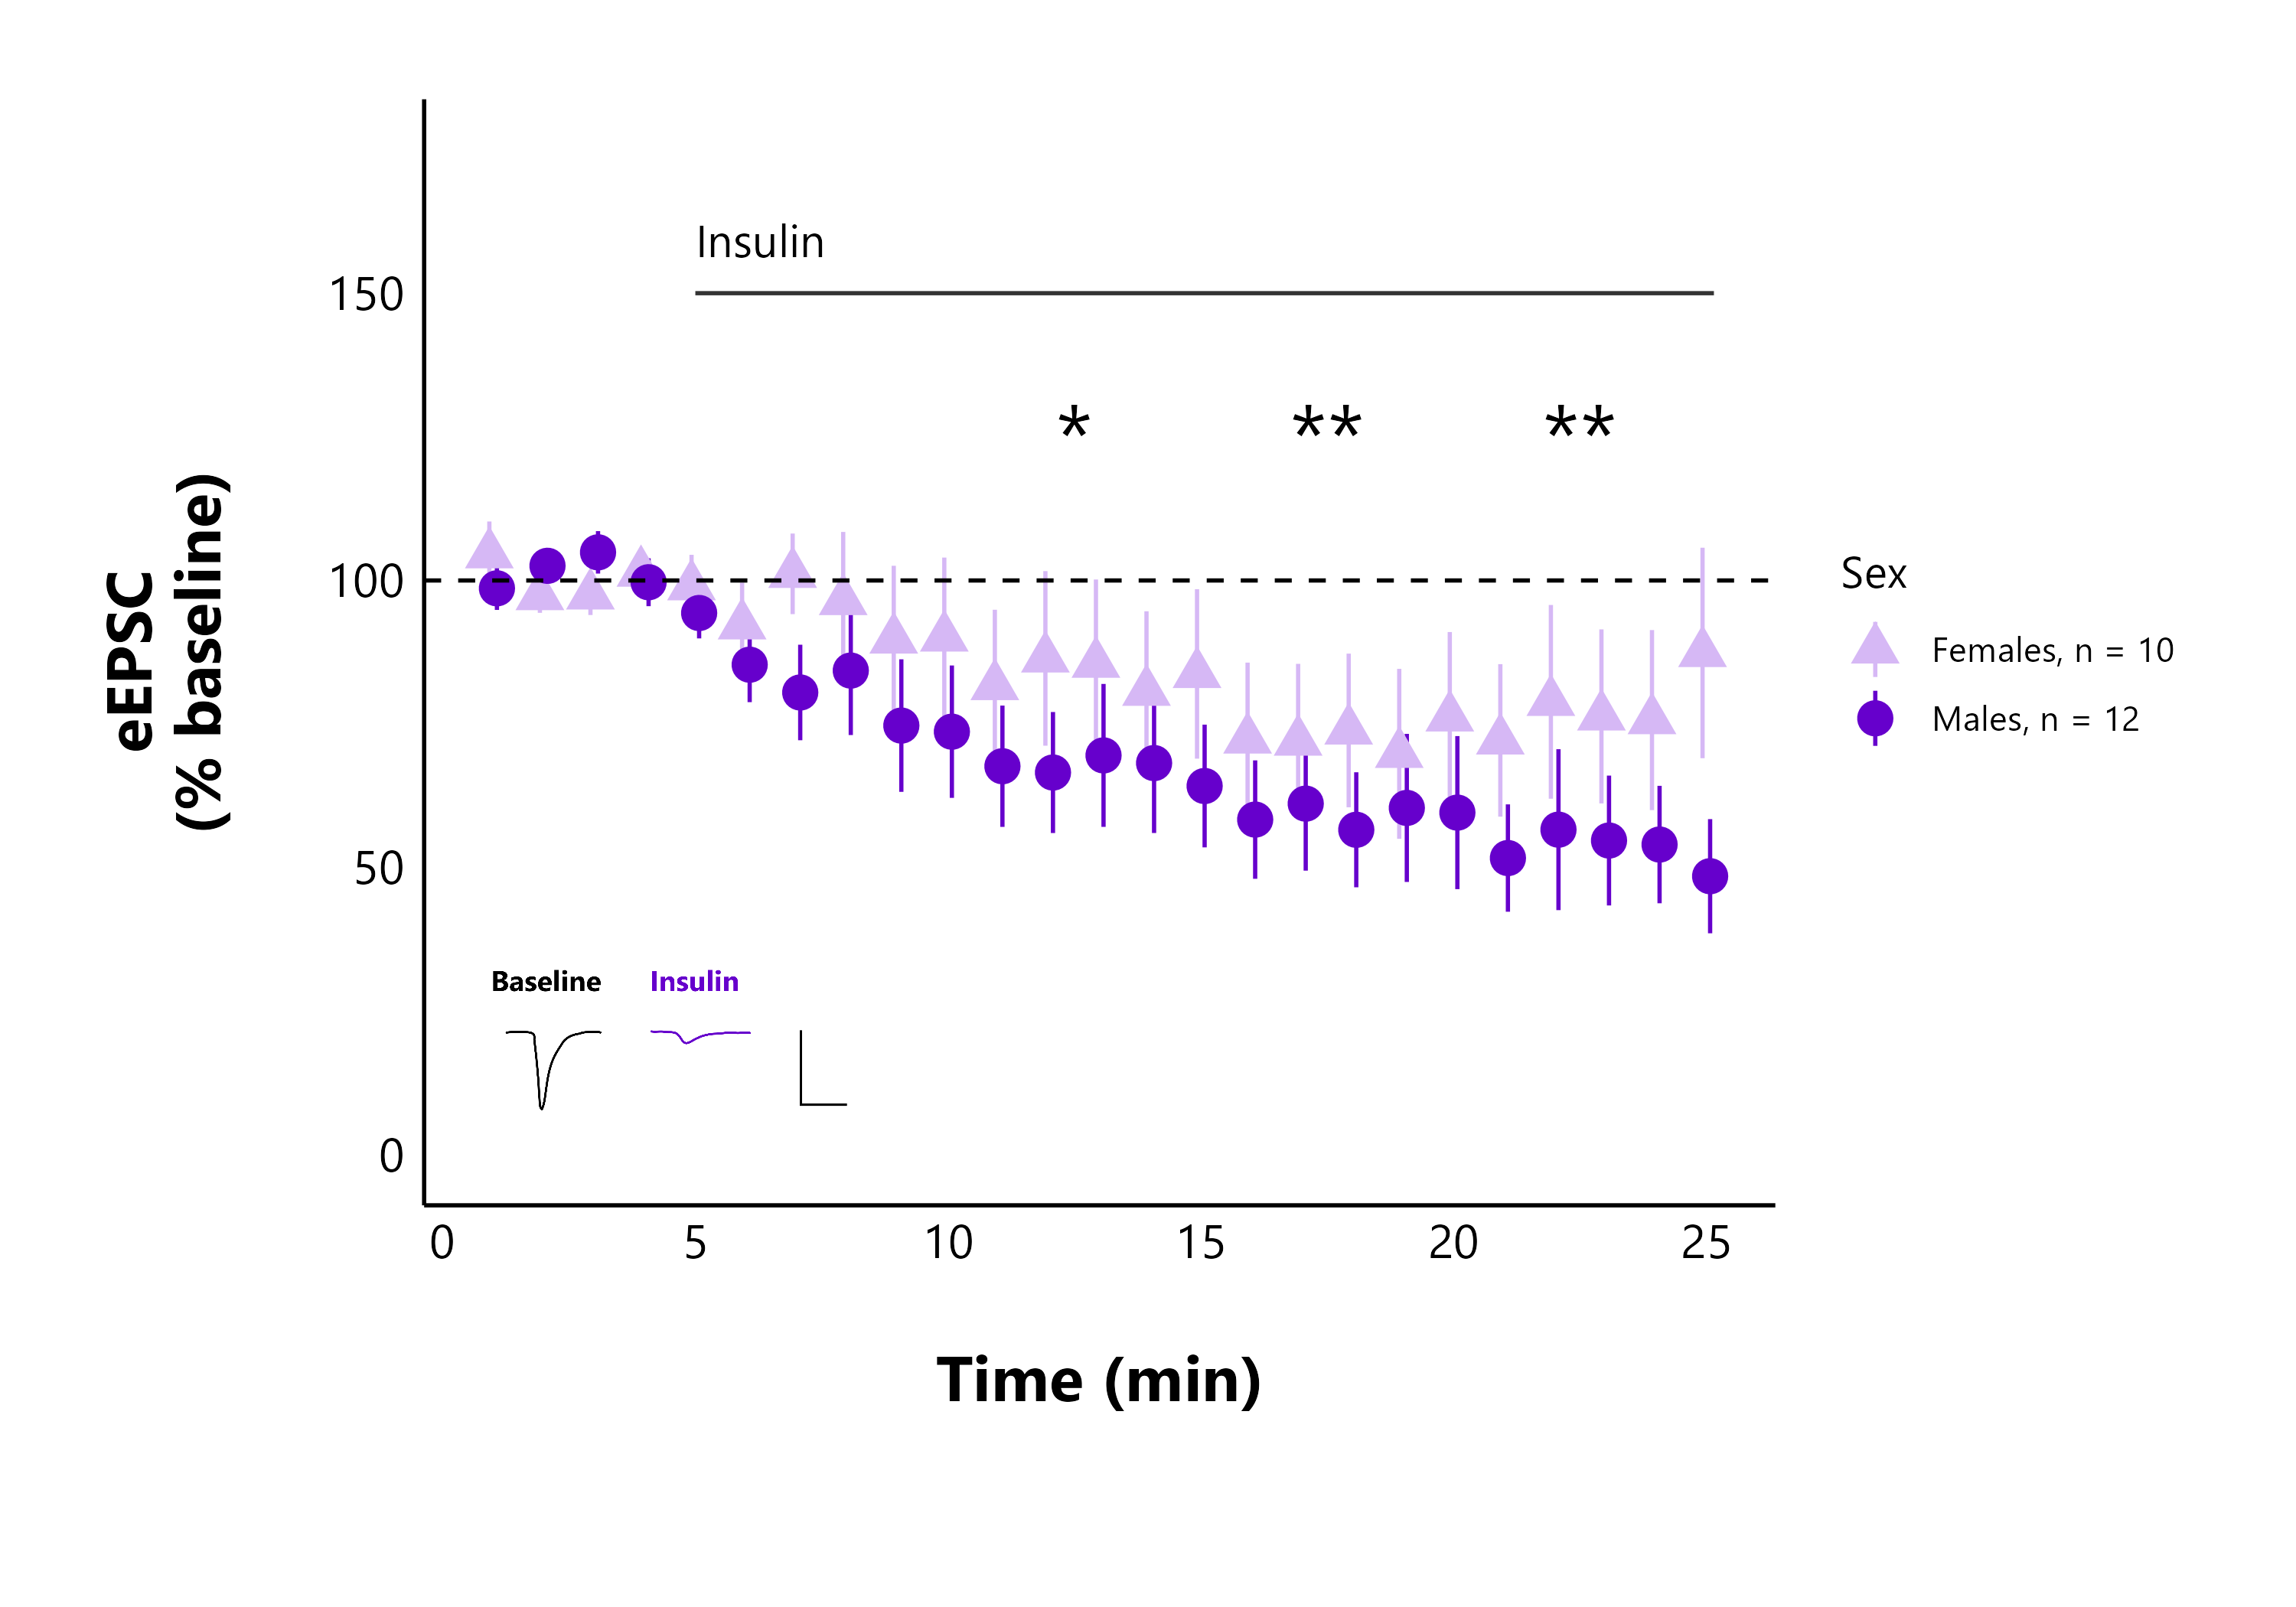 Insulin
150
*
**
**
100
50
0
eEPSC
(% baseline)
Baseline
Insulin
0
5
10
15
20
25
Time (min)
Sex
Females, n = 10
Males, n = 12